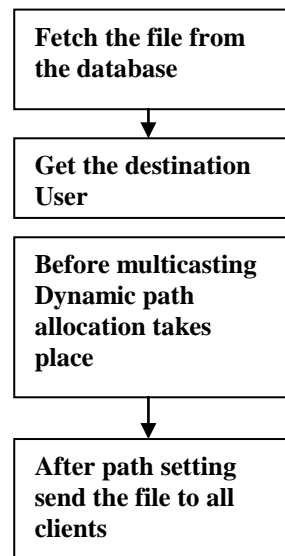 Fetch the file from
the database
Get the destination
User
Before multicasting
Dynamic path
allocation takes
place
After path setting
send the file to all
clients